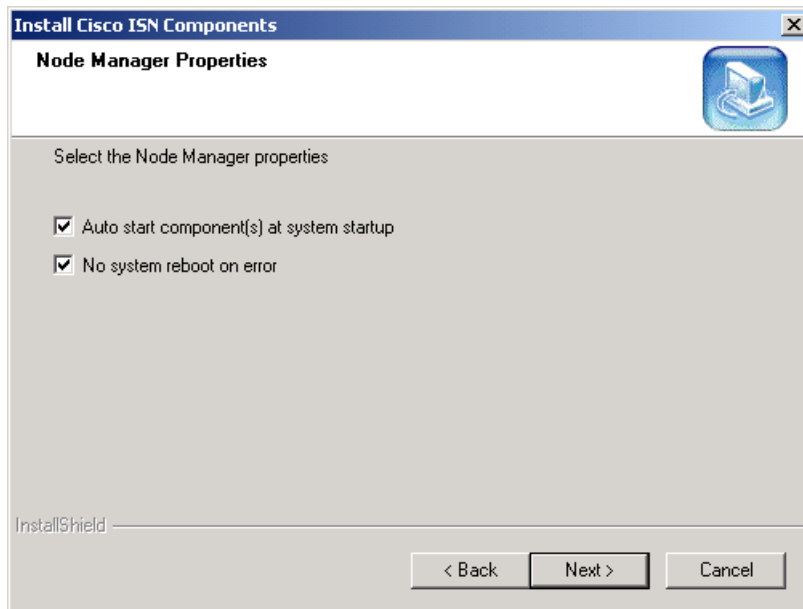 Install Cisco ISN Components
Node Manager Properties
Select the Node Manager properties
Auto start component(s) at system startup
No system reboot on error
InstallShield
< Back
Next >
Cancel